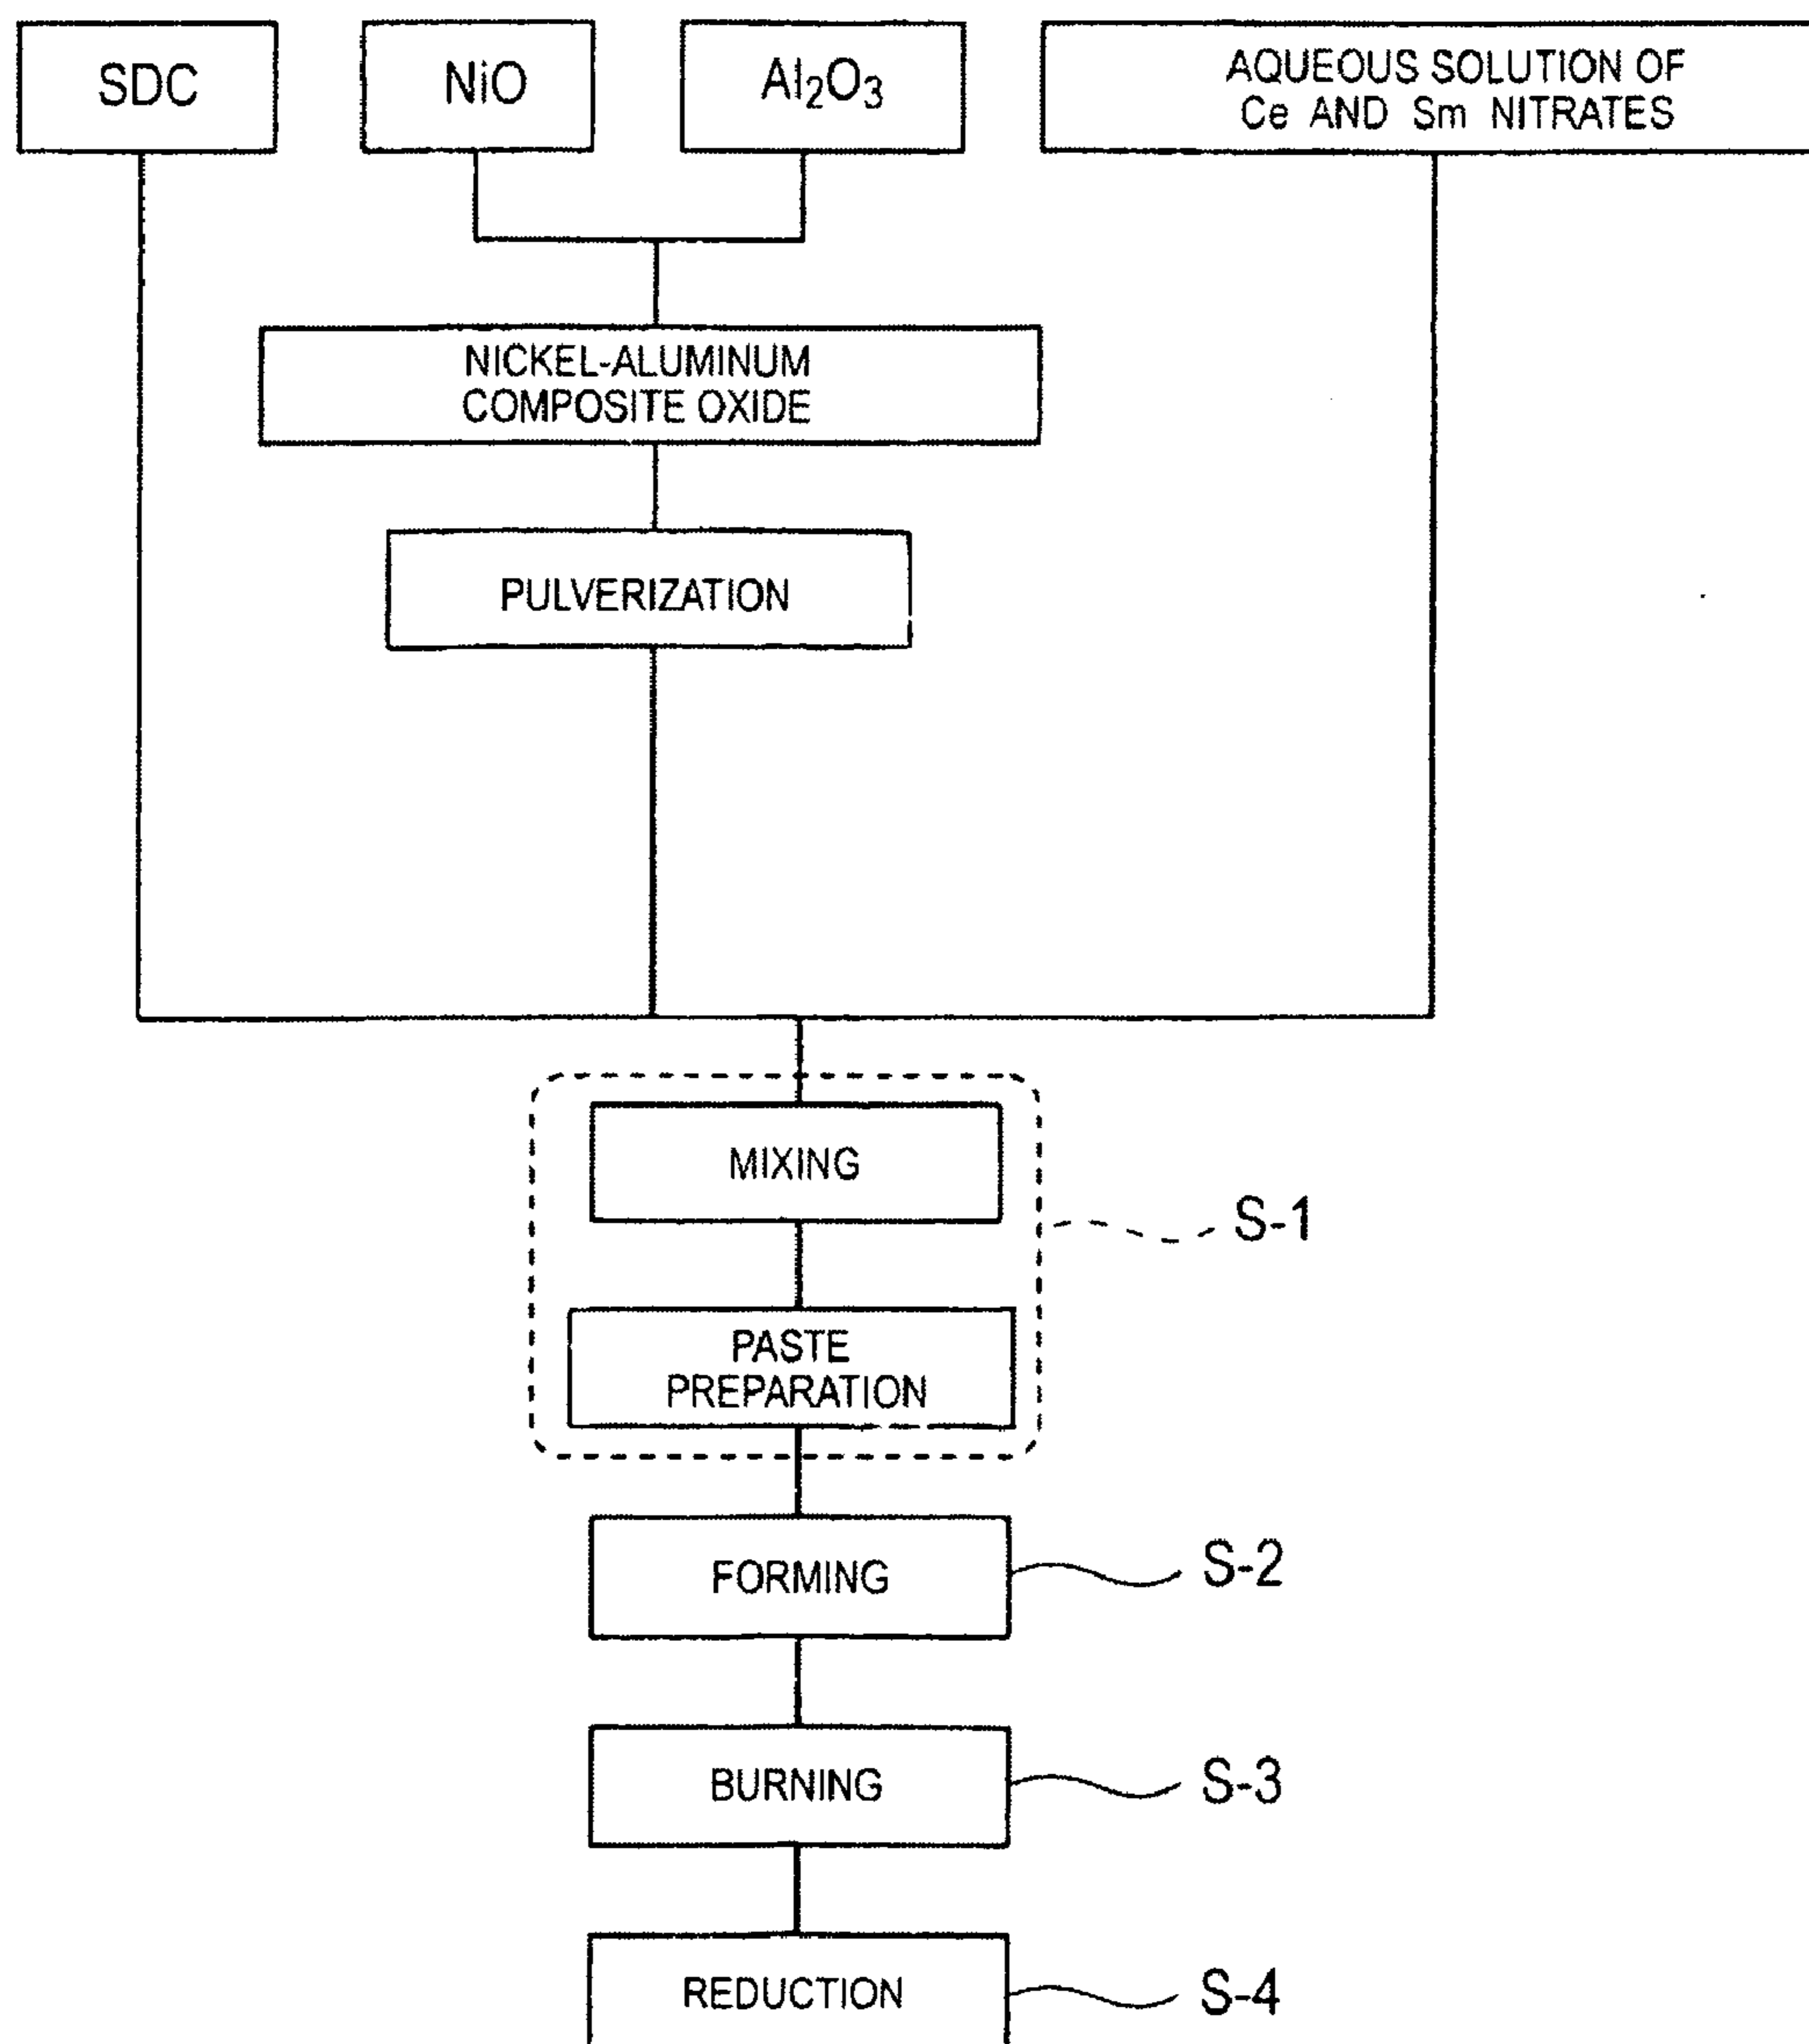 SDC
NiO
Al₂O₃
AQUEOUS SOLUTION OF
Ce AND Sm NITRATES
NICKEL-ALUMINUM
COMPOSITE OXIDE
PULVERIZATION
MIXING
S-1
PASTE
PREPARATION
FORMING
S-2
BURNING
S-3
REDUCTION
S-4